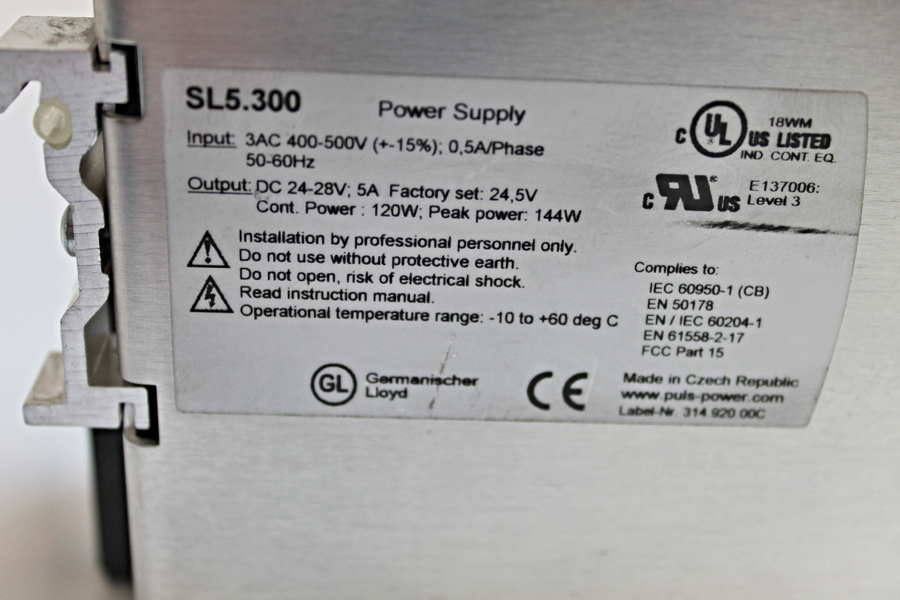 SL5.300
Power Supply
Input: 3AC 400-500V (+-15%); 0,5A/Phase
50-60Hz
Output: DC 24-28V; 5A Factory set: 24,5V
Cont. Power : 120W; Peak power: 144W
Installation by professional personnel only.
Do not use without protective earth.
Do not open, risk of electrical shock.
Read instruction manual.
Operational temperature range: -10 to +60 deg C
GL
Germanischer
Lloyd
CE
18WM
C UL US LISTED
IND. CONT. EQ.
C RU ® US
E137006:
Level 3
Complies to:
IEC 60950-1 (CB)
EN 50178
EN / IEC 60204-1
EN 61558-2-17
FCC Part 15
Made in Czech Republic
www.puls-power.com
Label-Nr. 314.920.00C